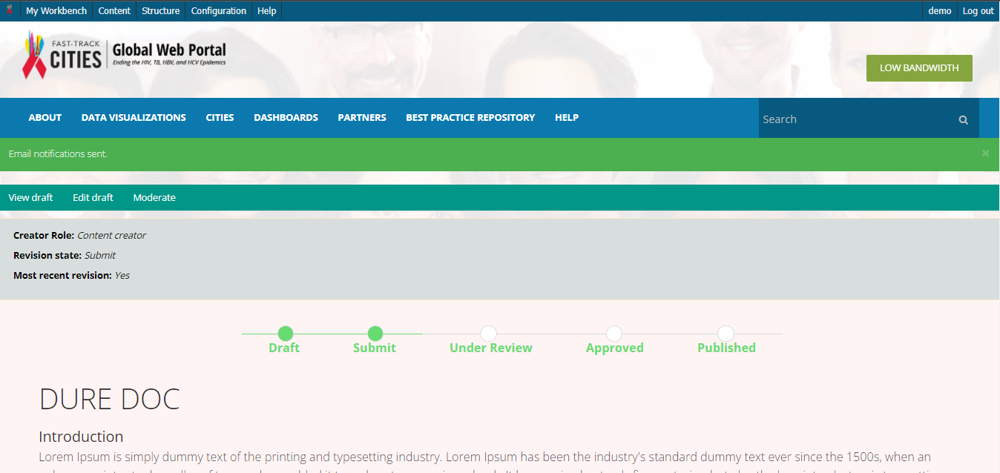 My Workbench Content Structure Configuration Help demo Log out
FAST-TRACK
CITIES
Global Web Portal
Ending the HIV, TB, HBV, and HCV Epidemics
LOW BANDWIDTH
ABOUT DATA VISUALIZATIONS CITIES DASHBOARDS PARTNERS BEST PRACTICE REPOSITORY HELP Search
Email notifications sent. ×
View draft Edit draft Moderate
Creator Role: Content creator
Revision state: Submit
Most recent revision: Yes
Draft Submit Under Review Approved Published
DURE DOC
Introduction
Lorem Ipsum is simply dummy text of the printing and typesetting industry. Lorem Ipsum has been the industry's standard dummy text ever since the 1500s, when an